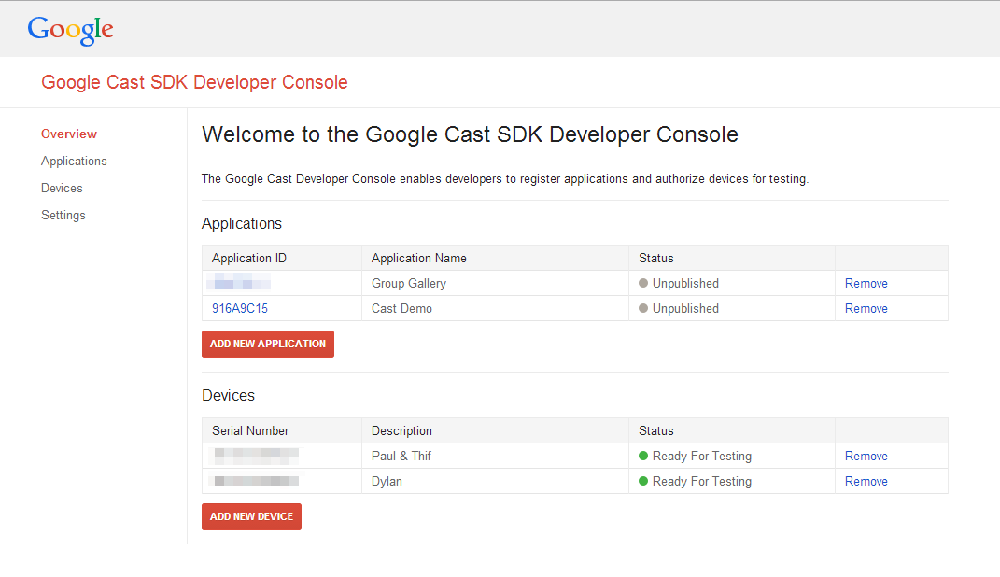 Google
Google Cast SDK Developer Console
Overview
Applications
Devices
Settings
Welcome to the Google Cast SDK Developer Console
The Google Cast Developer Console enables developers to register applications and authorize devices for testing.
Applications
Application ID Application Name Status
Group Gallery Unpublished Remove
916A9C15 Cast Demo Unpublished Remove
ADD NEW APPLICATION
Devices
Serial Number Description Status
Paul & Thif Ready For Testing Remove
Dylan Ready For Testing Remove
ADD NEW DEVICE